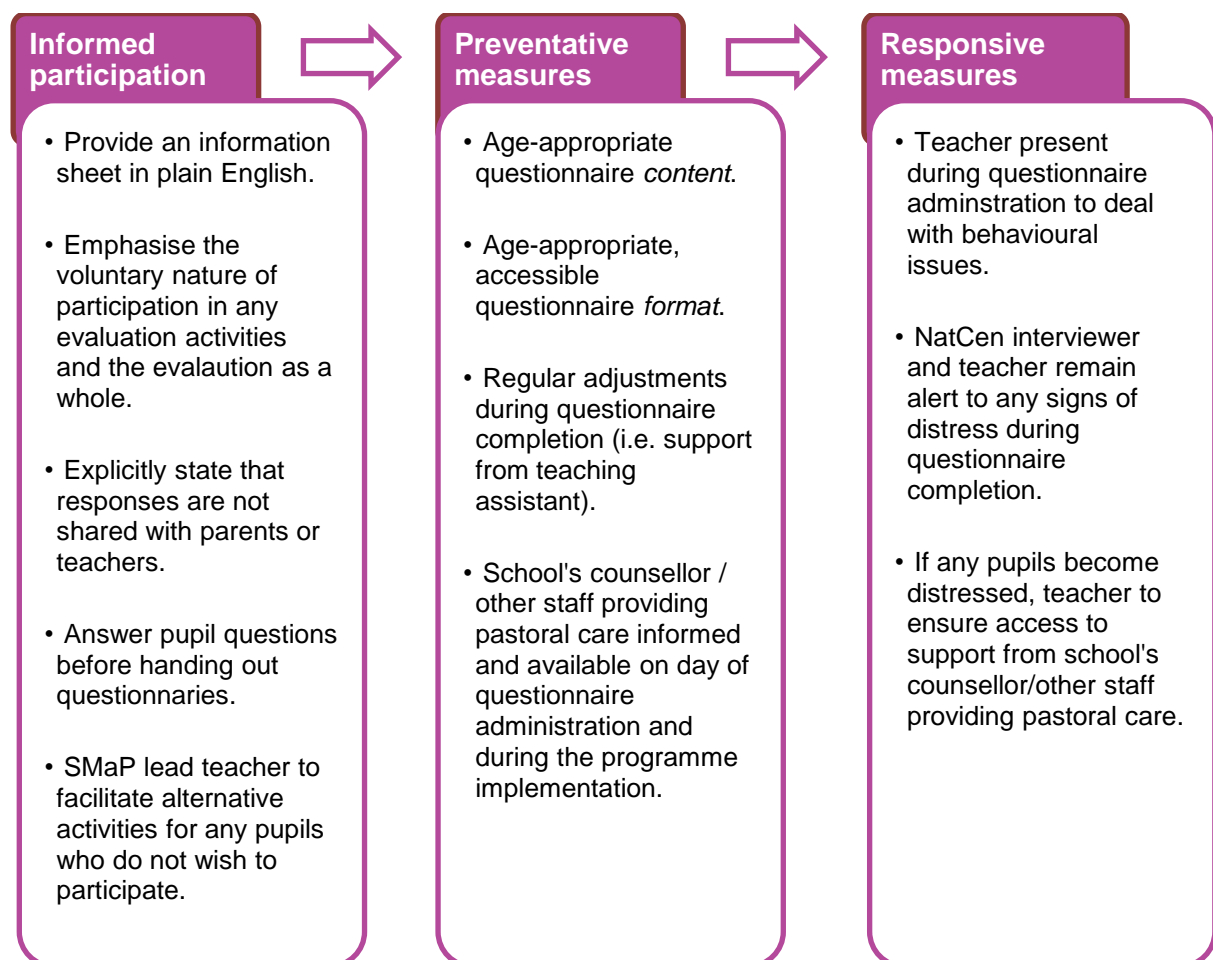 Informed
participation
• Provide an information
sheet in plain English.
• Emphasise the
voluntary nature of
participation in any
evaluation activities
and the evalaution as a
whole.
• Explicitly state that
responses are not
shared with parents or
teachers.
• Answer pupil questions
before handing out
questionnaries.
• SMaP lead teacher to
facilitate alternative
activities for any pupils
who do not wish to
participate.
Preventative
measures
• Age-appropriate
questionnaire content.
• Age-appropriate,
accessible
questionnaire format.
• Regular adjustments
during questionnaire
completion (i.e. support
from teaching
assistant).
• School's counsellor /
other staff providing
pastoral care informed
and available on day of
questionnaire
administration and
during the programme
implementation.
Responsive
measures
• Teacher present
during questionnaire
adminstration to deal
with behavioural
issues.
• NatCen interviewer
and teacher remain
alert to any signs of
distress during
questionnaire
completion.
• If any pupils become
distressed, teacher to
ensure access to
support from school's
counsellor/other staff
providing pastoral care.